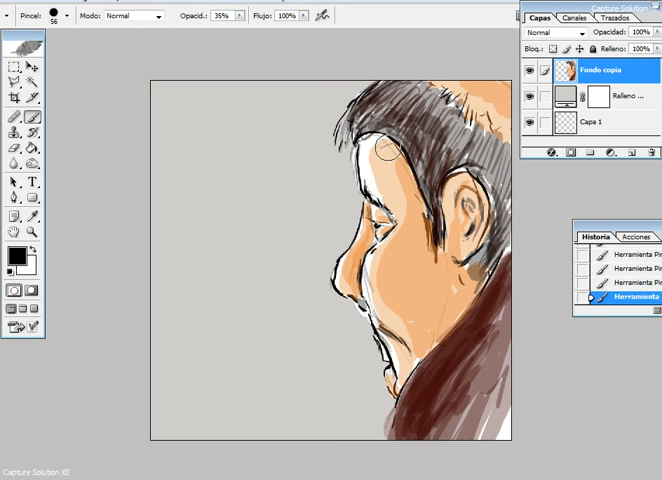 Capture Solution XE
Pincel:
56
Modo:
Normal
Opacid.:
35%
Flujo:
100%
Capas
Canales
Trazados
Normal
Opacidad:
100%
Bloq.:
Relleno:
100%
Fondo copia
Relleno ...
Capa 1
T
Historia
Acciones
Herramienta Pin
Herramienta Pin
Herramienta Pin
Herramienta
Capture Solution XE